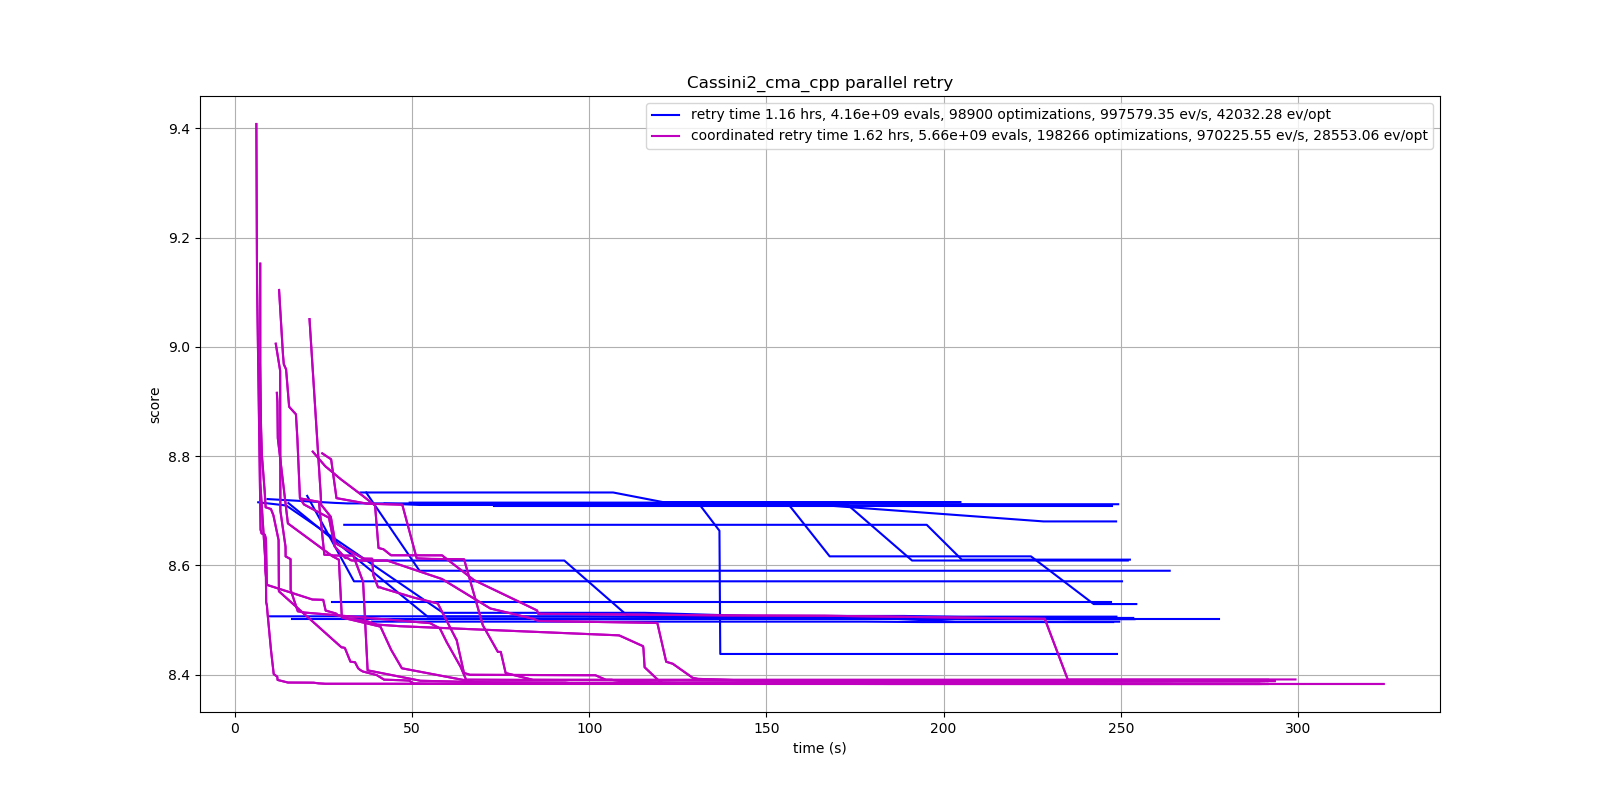 Cassini2_cma_cpp parallel retry
retry time 1.16 hrs, 4.16e+09 evals, 98900 optimizations, 997579.35 ev/s, 42032.28 ev/opt
coordinated retry time 1.62 hrs, 5.66e+09 evals, 198266 optimizations, 970225.55 ev/s, 28553.06 ev/opt
score
9.4
9.2
9.0
8.8
8.6
8.4
0 50 100 150 200 250 300
time (s)